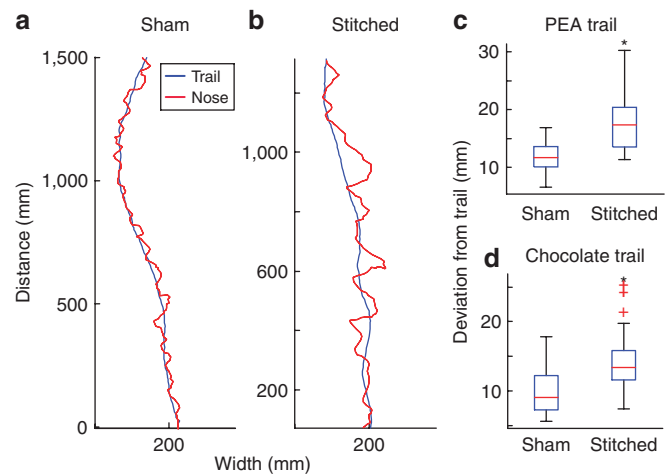 a
Sham
1,500
1,000
500
0
Distance (mm)
Trail
Nose
200
b
Stitched
1,000
600
200
200
Width (mm)
c
PEA trail
30
20
10
*
Sham
Stitched
Deviation from trail (mm)
d
Chocolate trail
20
10
*
Sham
Stitched